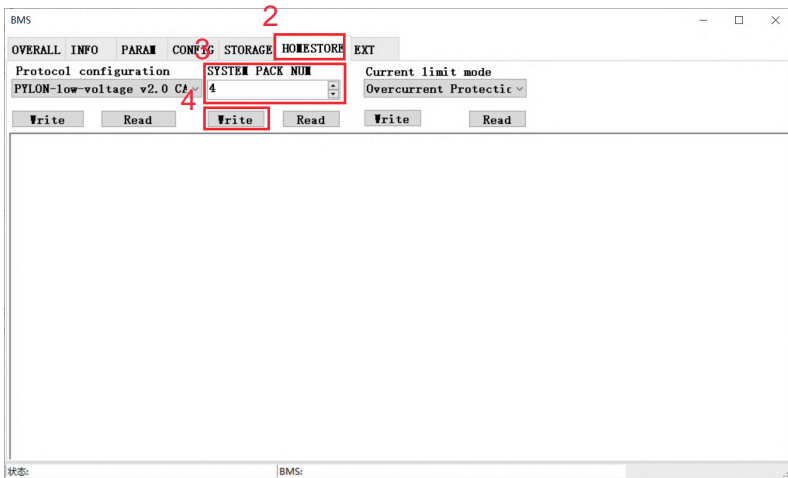 BMS
2
OVERALL INFO PARAM CONFIG STORAGE HOMESTORE EXT
3
Protocol configuration SYSTEM PACK NUM Current limit mode
PYLON-low-voltage v2.0 CA 4 Overcurrent Protectic
4
Write Read Write Read Write Read
状态: BMS: